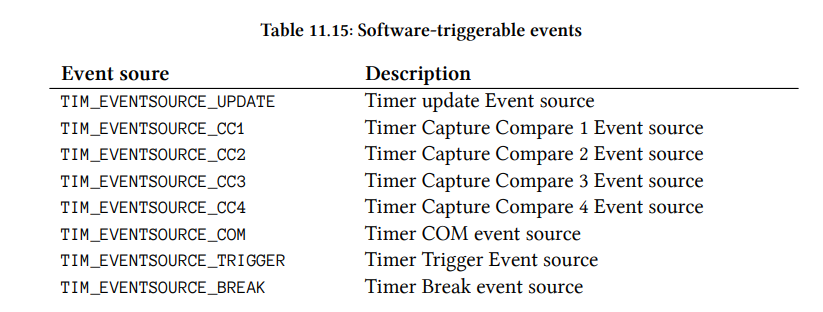 Table 11.15: Software-triggerable events
Event soure Description
TIM_EVENTSOURCE_UPDATE Timer update Event source
TIM_EVENTSOURCE_CC1 Timer Capture Compare 1 Event source
TIM_EVENTSOURCE_CC2 Timer Capture Compare 2 Event source
TIM_EVENTSOURCE_CC3 Timer Capture Compare 3 Event source
TIM_EVENTSOURCE_CC4 Timer Capture Compare 4 Event source
TIM_EVENTSOURCE_COM Timer COM event source
TIM_EVENTSOURCE_TRIGGER Timer Trigger Event source
TIM_EVENTSOURCE_BREAK Timer Break event source